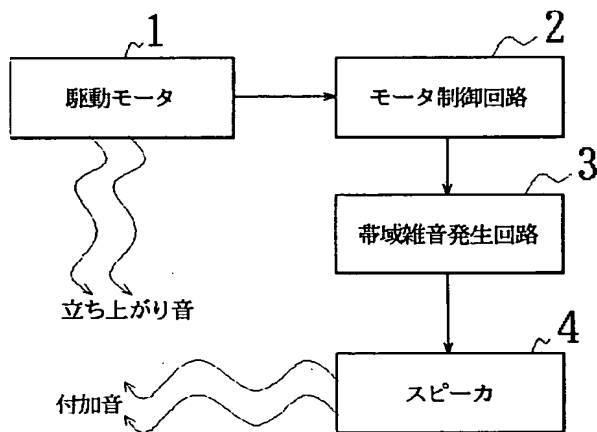 1
駆動モータ
2
モータ制御回路
3
帯域雑音発生回路
立ち上がり音
4
スピーカ
付加音